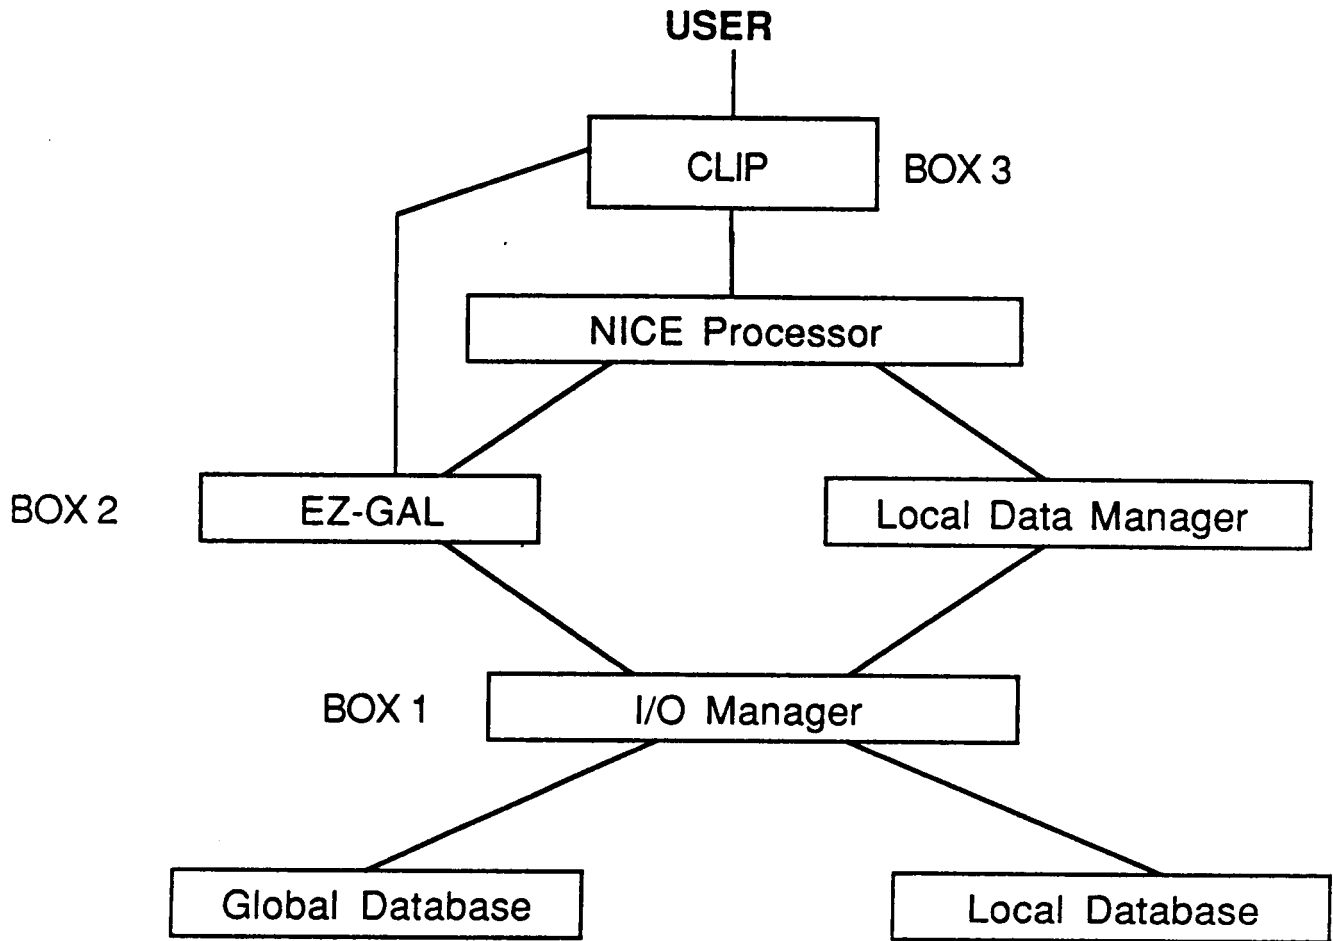 USER
CLIP
BOX 3
NICE Processor
BOX 2
EZ-GAL
Local Data Manager
BOX 1
I/O Manager
Global Database
Local Database